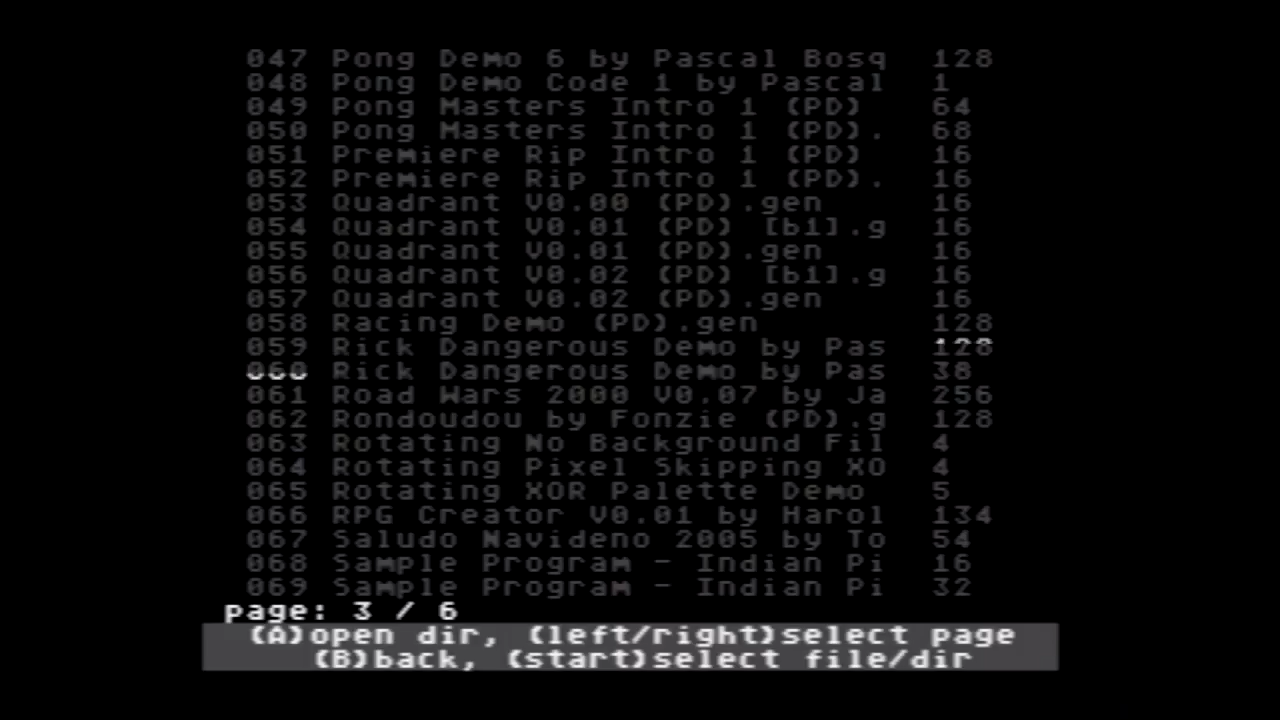 047 Pong Demo 6 by Pascal Bosq 128
048 Pong Demo Code 1 by Pascal 1
049 Pong Masters Intro 1 (PD) 64
050 Pong Masters Intro 1 (PD). 68
051 Premiere Rip Intro 1 (PD) 16
052 Premiere Rip Intro 1 (PD). 16
053 Quadrant V0.00 (PD).gen 16
054 Quadrant V0.01 (PD) [b1].g 16
055 Quadrant V0.01 (PD).gen 16
056 Quadrant V0.02 (PD) [b1].g 16
057 Quadrant V0.02 (PD).gen 16
058 Racing Demo (PD).gen 128
059 Rick Dangerous Demo by Pas 128
060 Rick Dangerous Demo by Pas 38
061 Road Wars 2000 V0.07 by Ja 256
062 Rondoudou by Fonzie (PD).g 128
063 Rotating No Background Fil 4
064 Rotating Pixel Skipping XO 4
065 Rotating XOR Palette Demo 5
066 RPG Creator V0.01 by Harol 134
067 Saludo Navideno 2005 by To 54
068 Sample Program - Indian Pi 16
069 Sample Program - Indian Pi 32
page: 3 / 6
(A)open dir, (left/right)select page
(B)back, (start)select file/dir